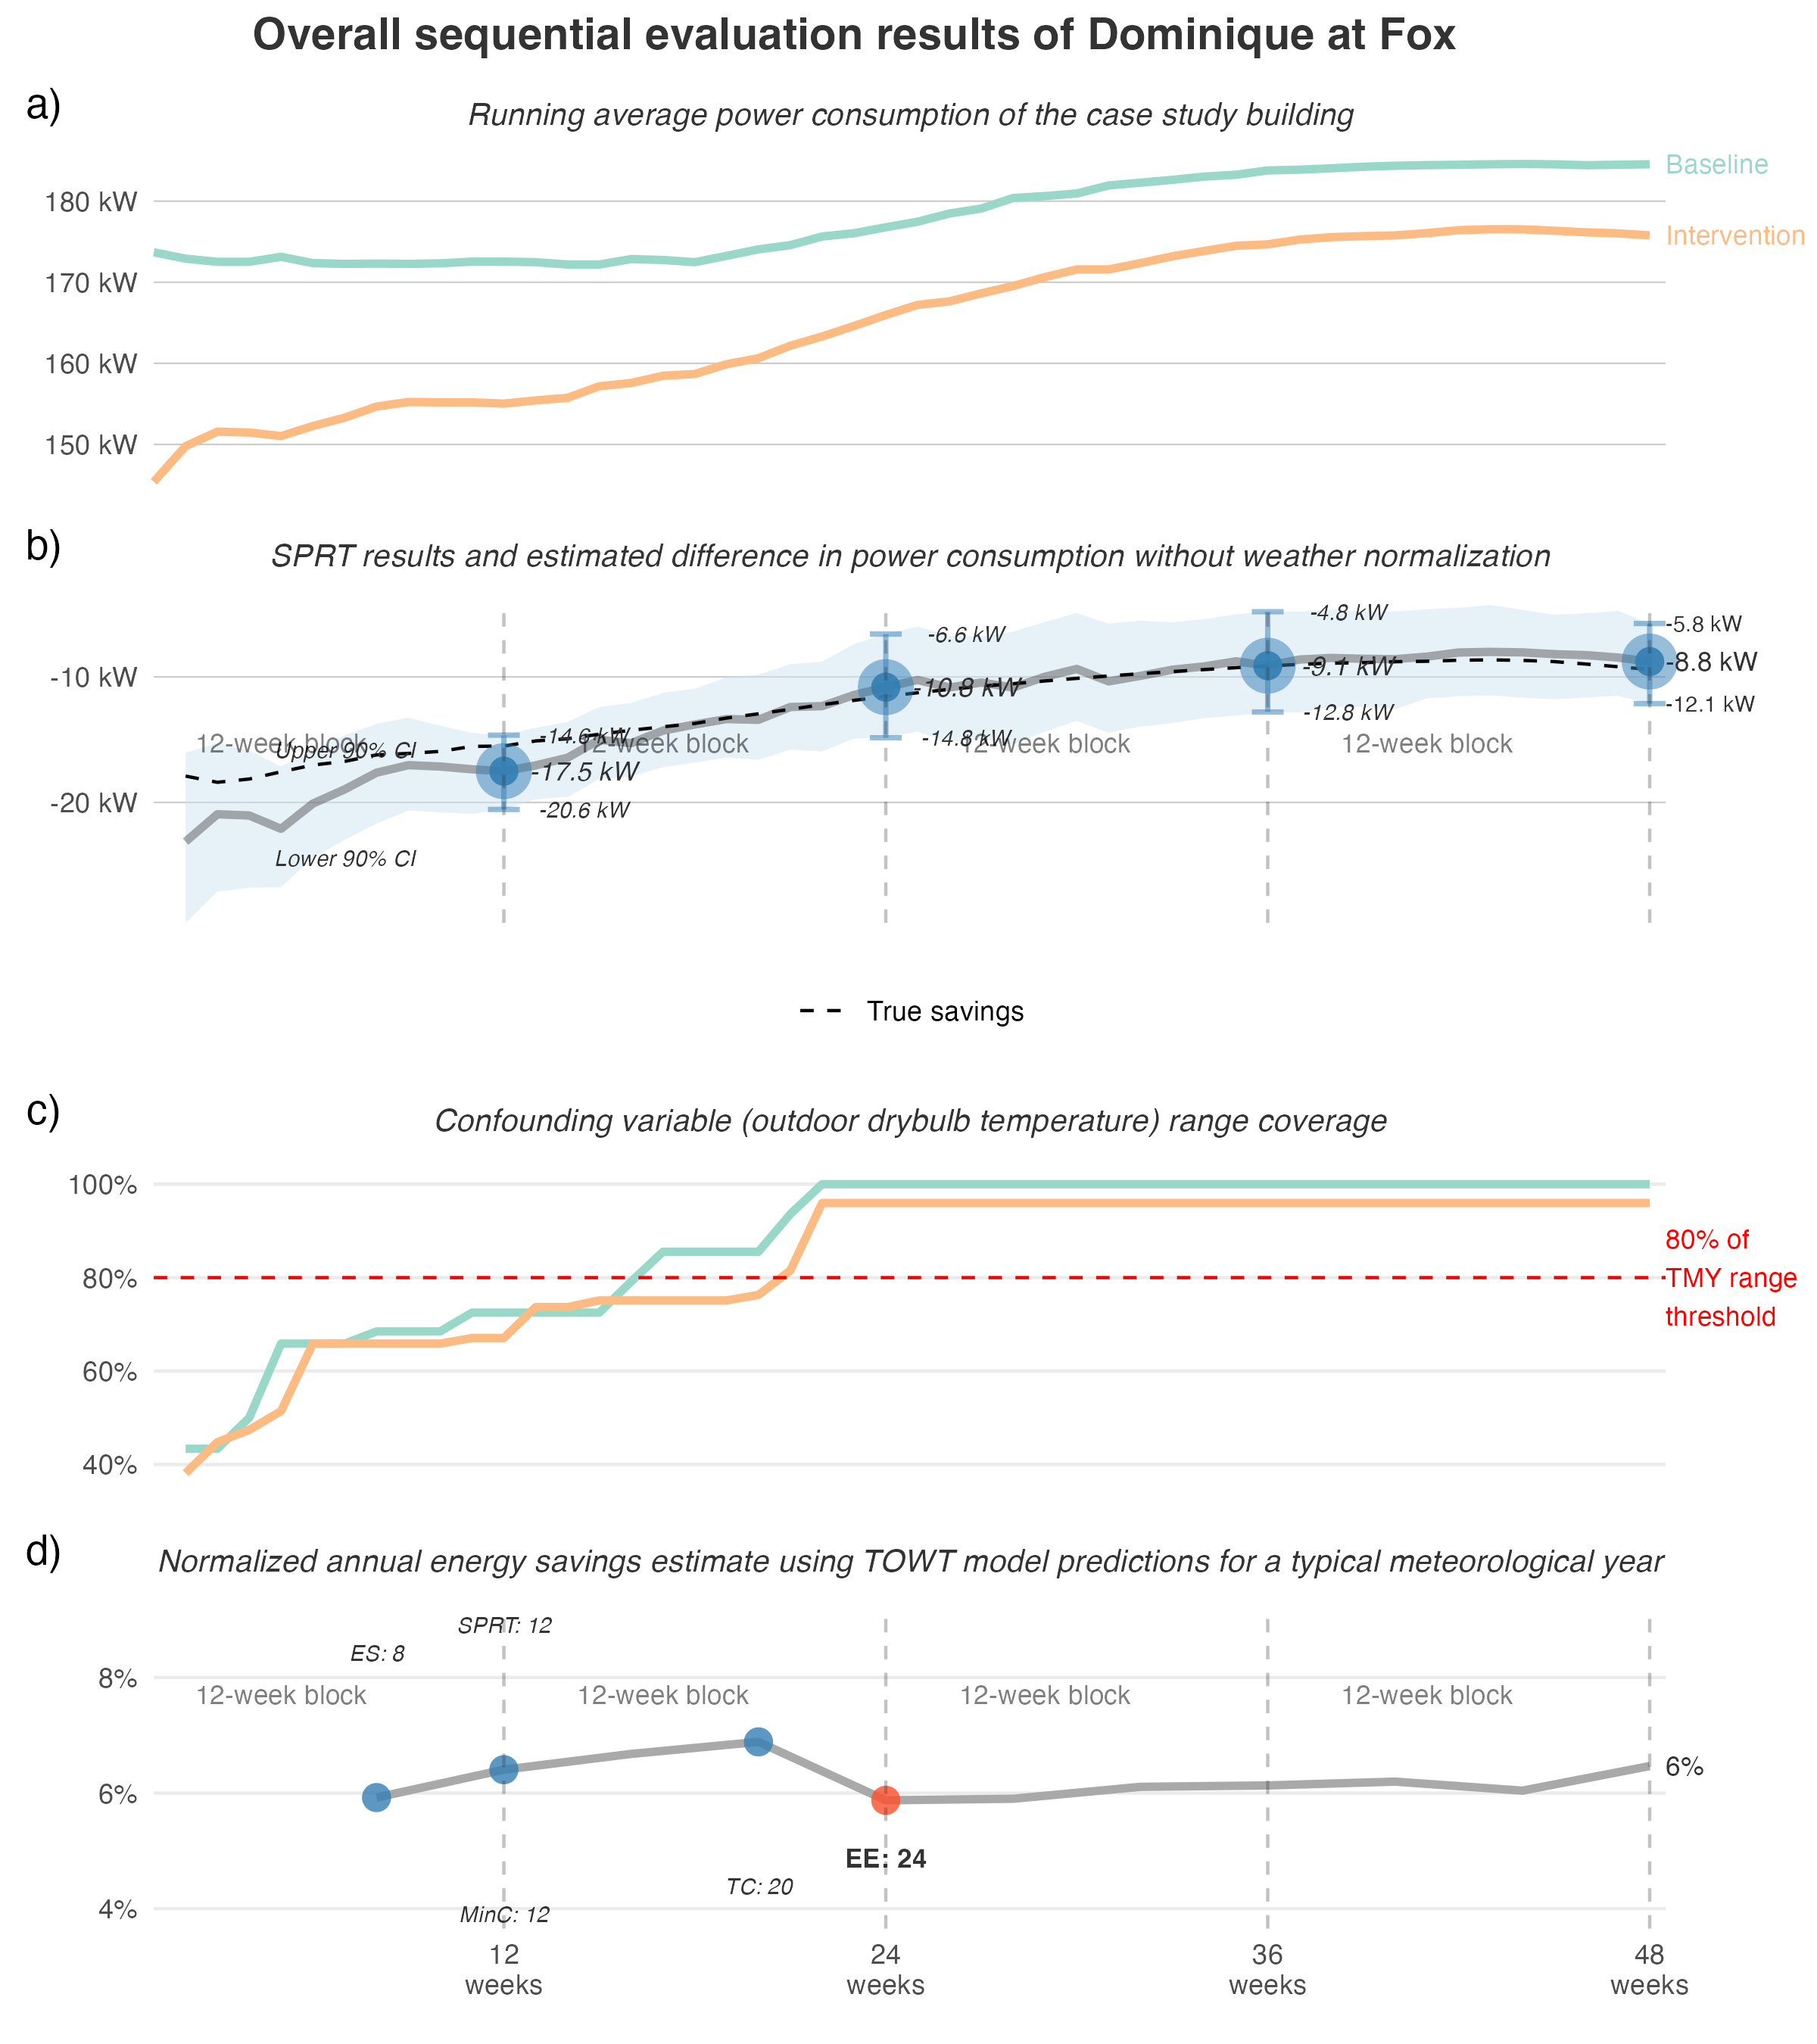 Overall sequential evaluation results of Dominique at Fox
a)
Running average power consumption of the case study building
Baseline
180 kW
Intervention
170 kW
160 kW
150 kW
b)
SPRT results and estimated difference in power consumption without weather normalization
-4.8 kW
-5.8 kW
-6.6 kW
-8.8 kW
-9.1 kW
-10 kW
-10.8 kW
-12.1 kW
-12.8 kW
-14.6 kW
-14.8 kW
12-week block
12-week block
12-week block
12-week block
Upper 90% CI
-17.5 kW
-20 kW
-20.6 kW
Lower 90% CI
True savings
c)
Confounding variable (outdoor drybulb temperature) range coverage
100%
80%
60%
40%
80% of
TMY range
threshold
d)
Normalized annual energy savings estimate using TOWT model predictions for a typical meteorological year
SPRT: 12
ES: 8
8%
12-week block
12-week block
12-week block
12-week block
6%
6%
EE: 24
TC: 20
4%
MinC: 12
12
weeks
24
weeks
36
weeks
48
weeks